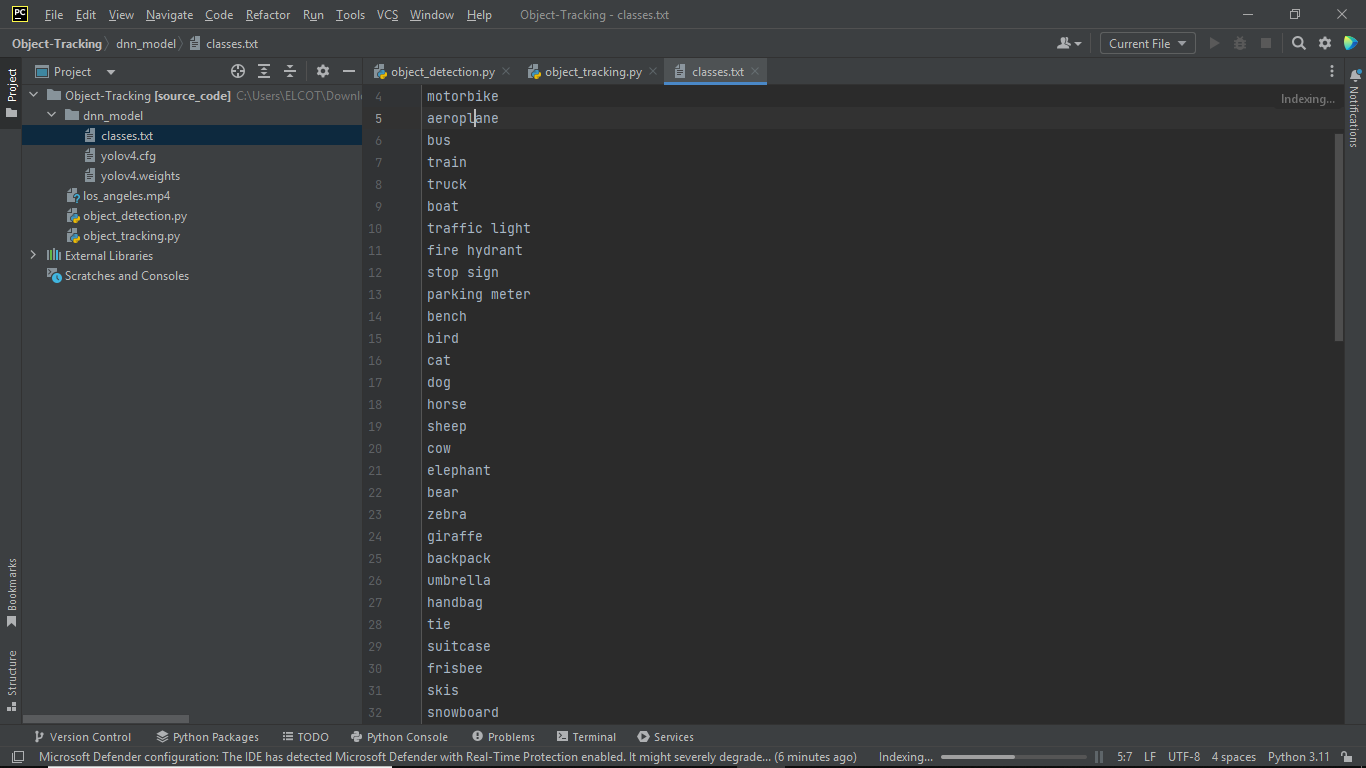 PC File Edit View Navigate Code Refactor Run Tools VCS Window Help Object-Tracking - classes.txt
Object-Tracking dnn_model classes.txt Current File
Project Project object_detection.py object_tracking.py classes.txt
Object-Tracking [source_code] C:\Users\ELCOT\Downl
dnn_model
classes.txt
yolov4.cfg
yolov4.weights
los_angeles.mp4
object_detection.py
object_tracking.py
External Libraries
Scratches and Consoles
Bookmarks
Structure
4 motorbike
5 aeroplane
6 bus
7 train
8 truck
9 boat
10 traffic light
11 fire hydrant
12 stop sign
13 parking meter
14 bench
15 bird
16 cat
17 dog
18 horse
19 sheep
20 cow
21 elephant
22 bear
23 zebra
24 giraffe
25 backpack
26 umbrella
27 handbag
28 tie
29 suitcase
30 frisbee
31 skis
32 snowboard
Indexing...
Notifications
Version Control Python Packages TODO Python Console Problems Terminal Services
Microsoft Defender configuration: The IDE has detected Microsoft Defender with Real-Time Protection enabled. It might severely degrade... (6 minutes ago) Indexing... 5:7 LF UTF-8 4 spaces Python 3.11